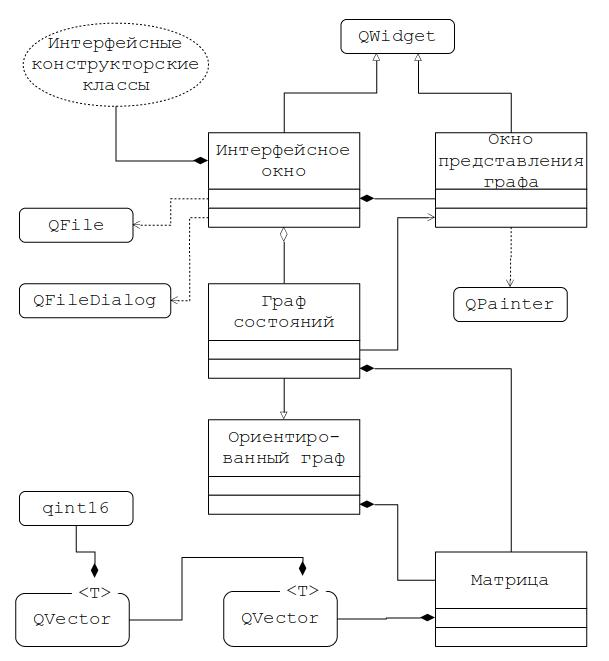 QWidget
Интерфейсные
конструкторские
классы
Интерфейсное
окно
Окно
представления
графа
QFile
QFileDialog
QPainter
Граф
состояний
Ориентиро-
ванный граф
qint16
Матрица
<T>
QVector
<T>
QVector